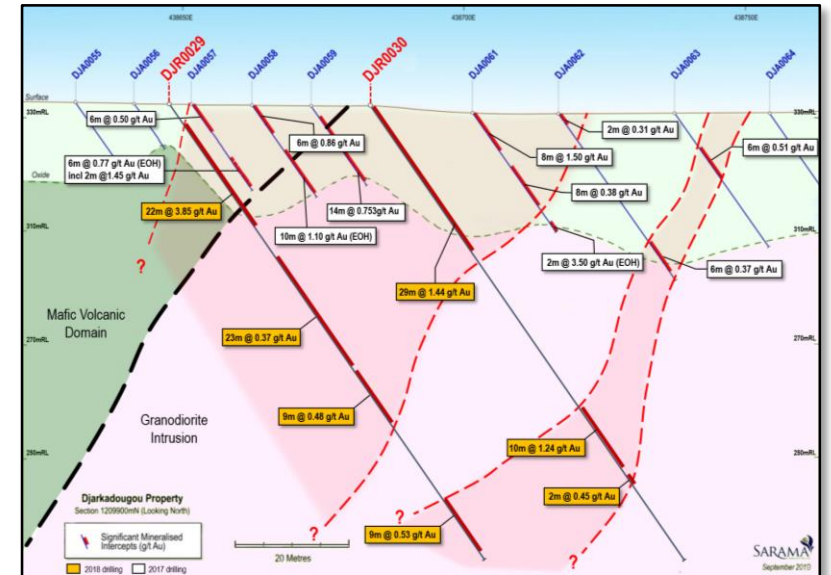 438650E
438700E
438750E
DJA0055
DJA0056
DJR0029
DJA0057
DJA0058
DJA0059
DJR0030
DJA0061
DJA0062
DJA0063
DJA0064
Surface
330mRL
330mRL
6m @ 0.50 g/t Au
2m @ 0.31 g/t Au
6m @ 0.86 g/t Au
6m @ 0.51 g/t Au
8m @ 1.50 g/t Au
6m @ 0.77 g/t Au (EOH)
incl 2m @1.45 g/t Au
Oxide
8m @ 0.38 g/t Au
22m @ 3.85 g/t Au
14m @ 0.753g/t Au
310mRL
310mRL
10m @ 1.10 g/t Au (EOH)
2m @ 3.50 g/t Au (EOH)
6m @ 0.37 g/t Au
?
29m @ 1.44 g/t Au
Mafic Volcanic
Domain
23m @ 0.37 g/t Au
270mRL
270mRL
9m @ 0.48 g/t Au
Granodiorite
Intrusion
10m @ 1.24 g/t Au
250mRL
250mRL
Djarkadougou Property
Section 1209900mN (Looking North)
2m @ 0.45 g/t Au
?
?
9m @ 0.53 g/t Au
?
Significant Mineralised
Intercepts (g/t Au)
20 Metres
2018 drilling
2017 drilling
SARAMA